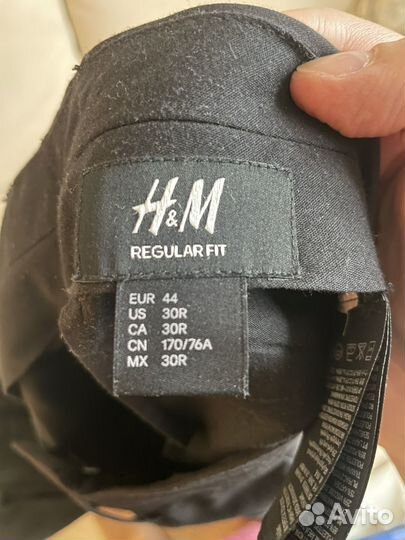 H&M
REGULAR FIT
EUR 44
US 30R
CA 30R
CN 170/76A
MX 30R
Avito